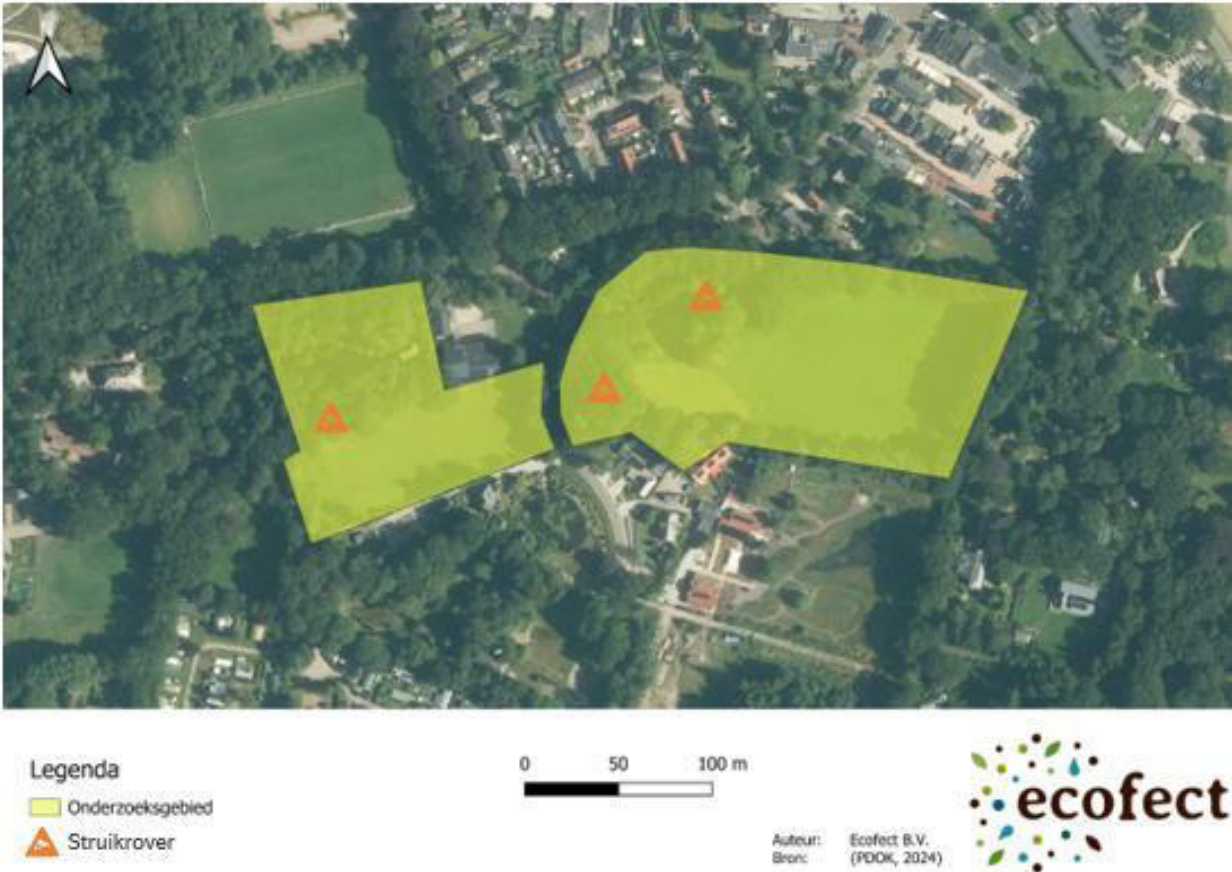 Legenda
Onderzoeksgebied
Struikrover
0 50 100 m
Auteur: Ecofect B.V.
Bron: (PDOK, 2024)
ecofect